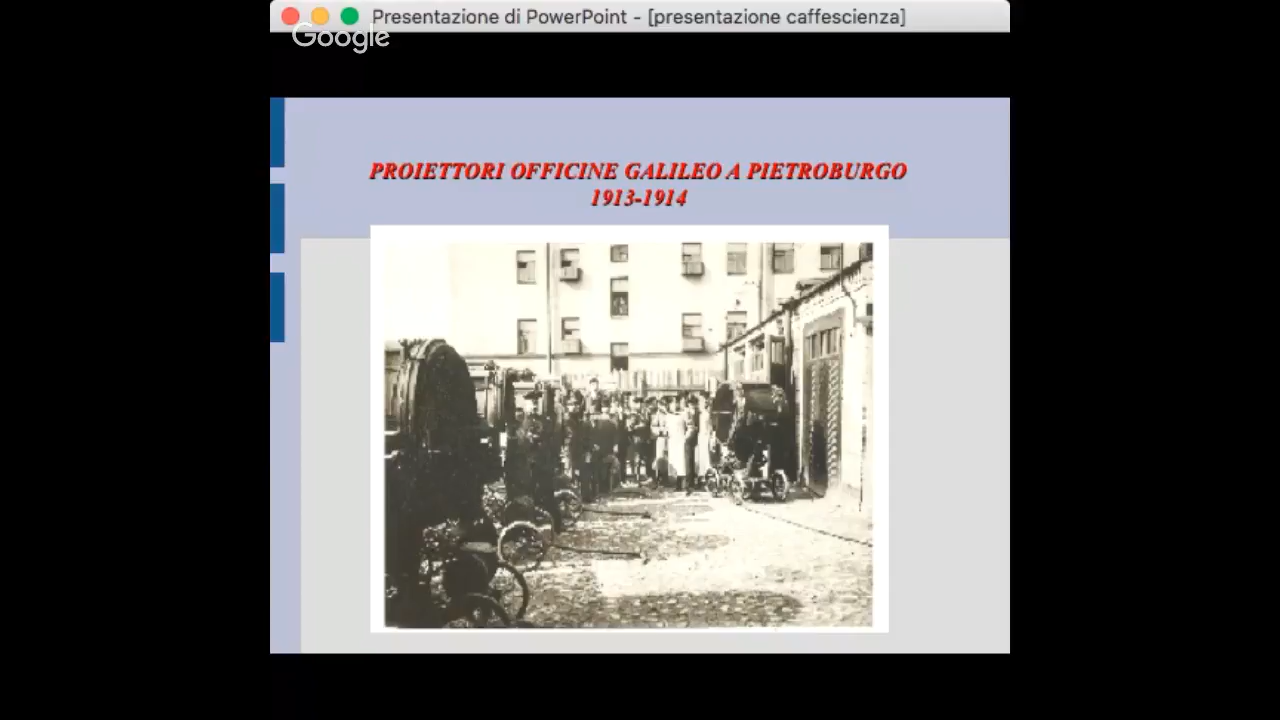 Presentazione di PowerPoint - [presentazione caffescienza]
Google
PROIETTORI OFFICINE GALILEO A PIETROBURGO
1913-1914